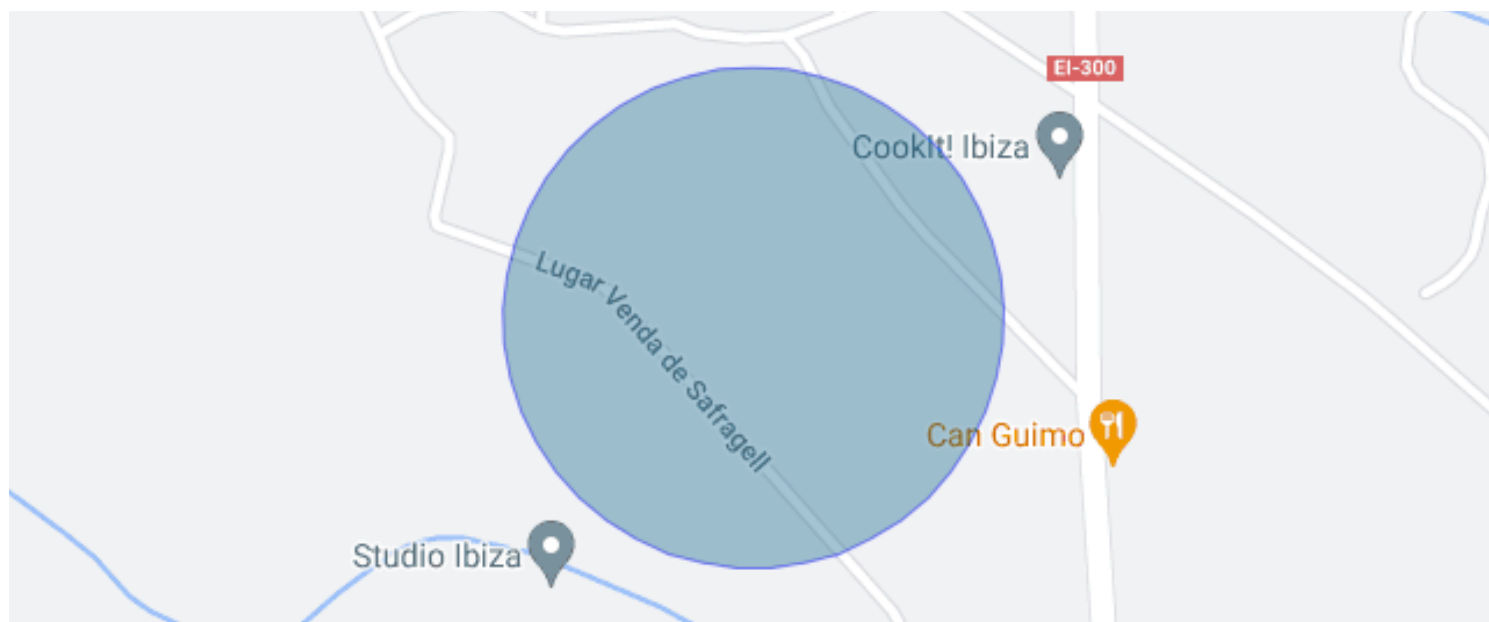 EI-300
CookIt! Ibiza
Lugar Venda de Safragell
Can Guimo
Studio Ibiza